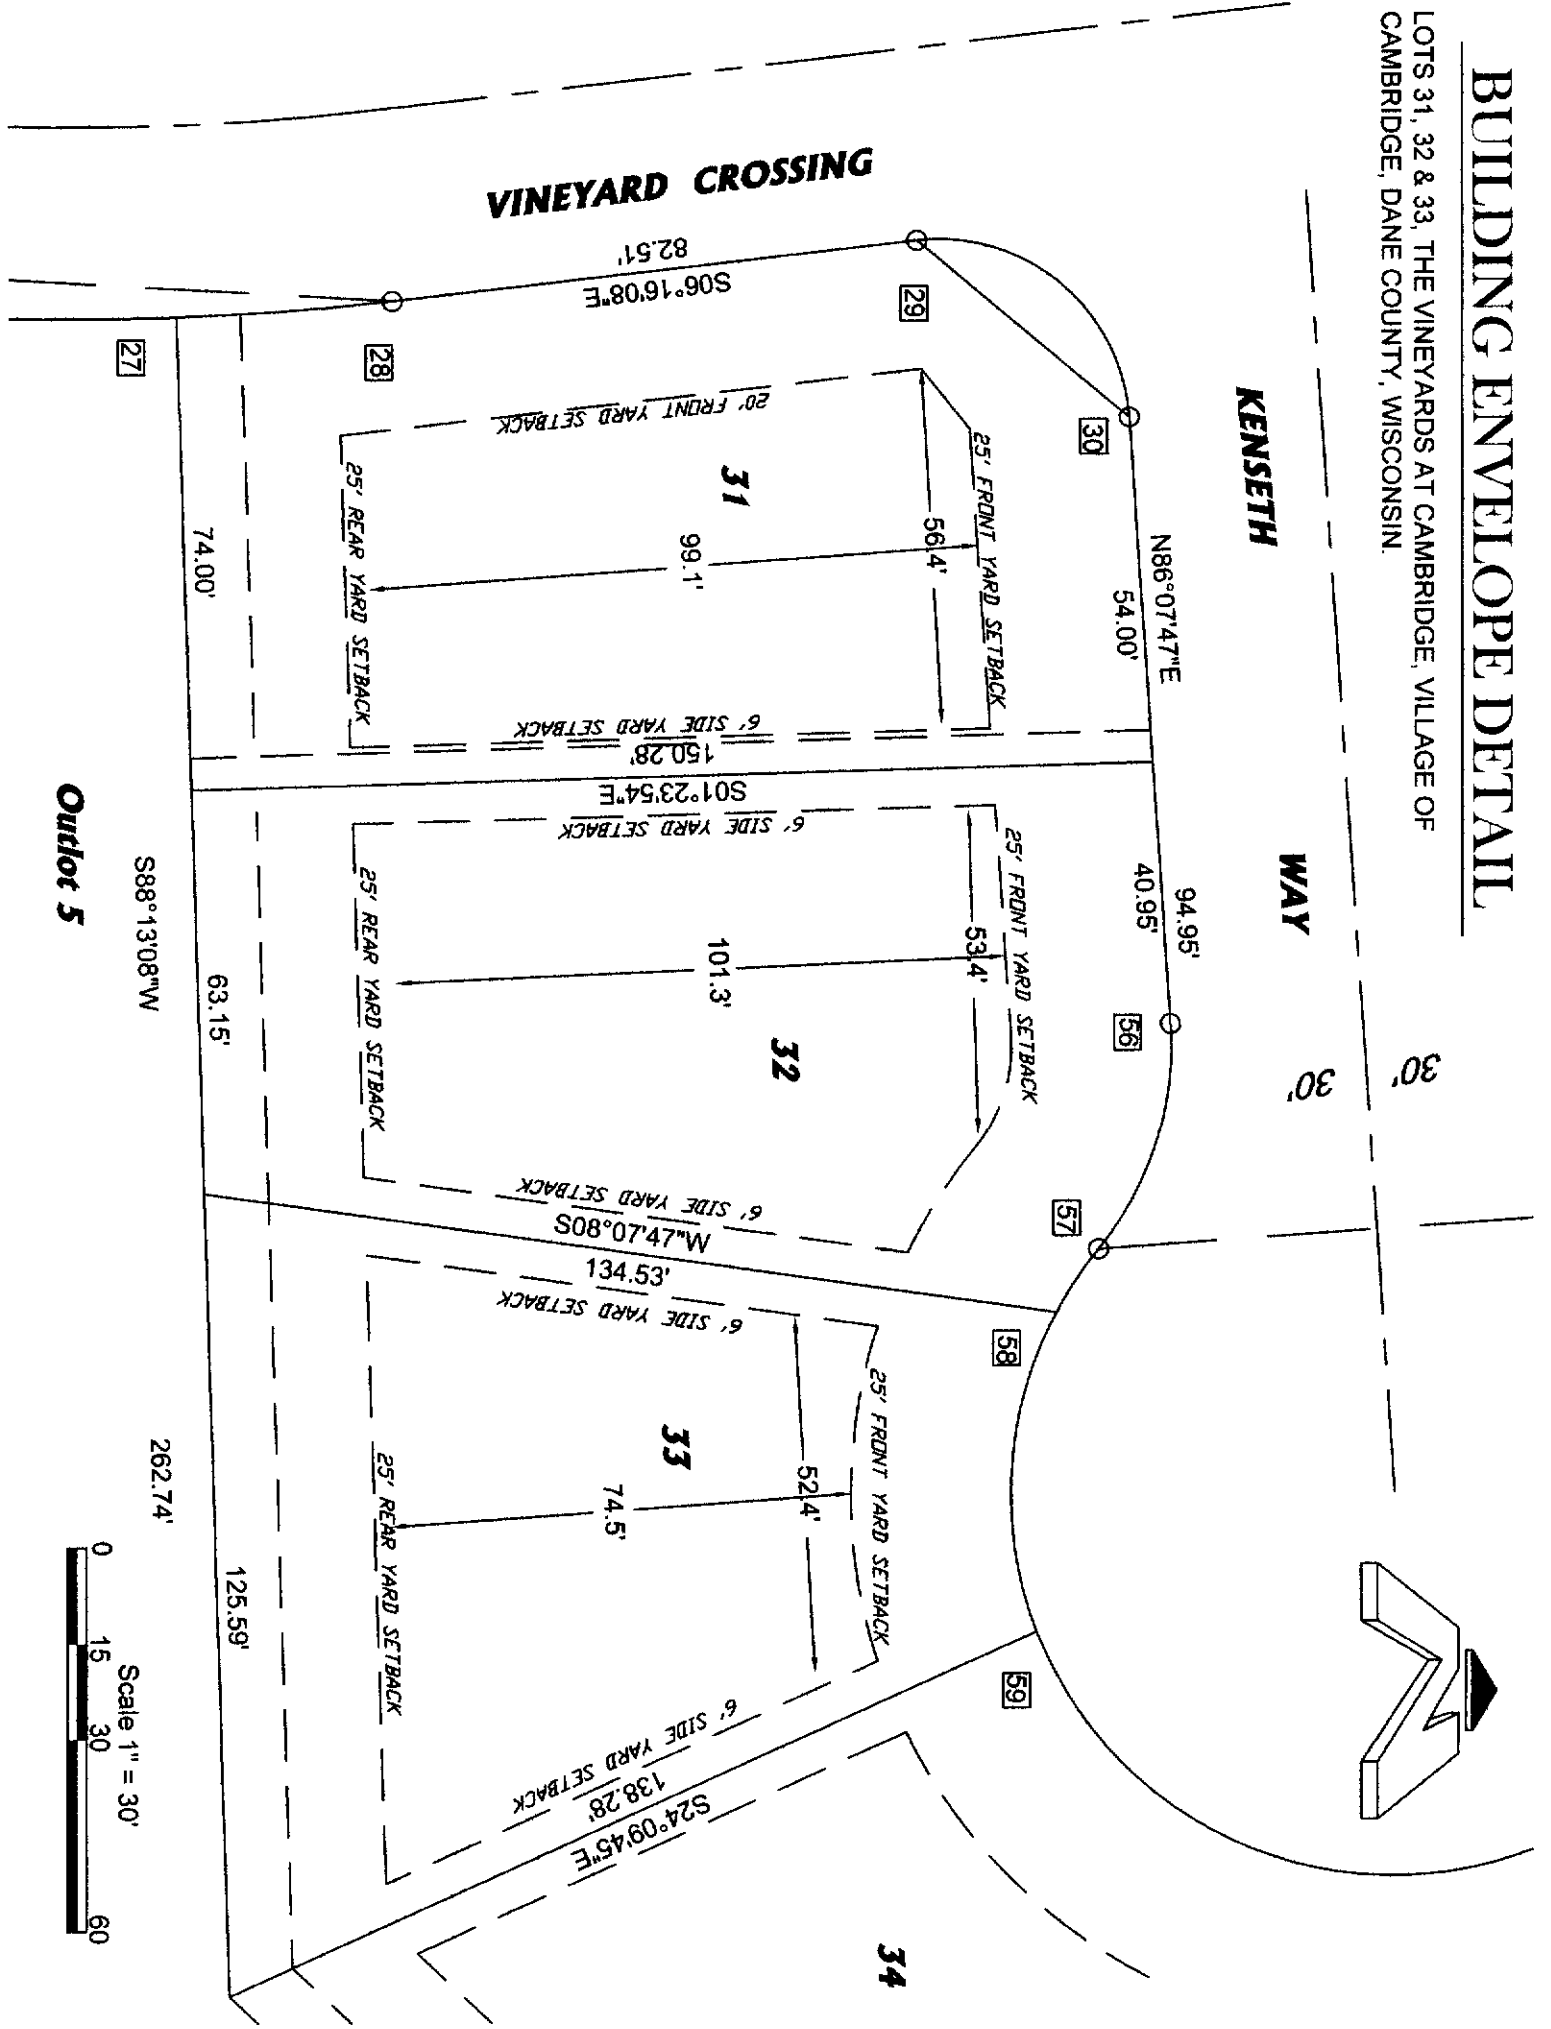 BUILDING ENVELOPE DETAIL
LOTS 31, 32 & 33, THE VINEYARDS AT CAMBRIDGE, VILLAGE OF
CAMBRIDGE, DANE COUNTY, WISCONSIN.
KENSETH WAY
30'
30'
VINEYARD CROSSING
82.51'
S06°16'08"E
29
30
28
27
N86°07'47"E
54.00'
94.95'
40.95'
56
57
58
59
20' FRONT YARD SETBACK
25' FRONT YARD SETBACK
31
56.4'
99.1'
25' REAR YARD SETBACK
6' SIDE YARD SETBACK
150.28'
S01°23'54"E
6' SIDE YARD SETBACK
25' FRONT YARD SETBACK
53.4'
101.3'
32
25' REAR YARD SETBACK
6' SIDE YARD SETBACK
S08°07'47"W
134.53'
6' SIDE YARD SETBACK
25' FRONT YARD SETBACK
52.4'
33
74.5'
25' REAR YARD SETBACK
6' SIDE YARD SETBACK
138.28'
S24°09'45"E
34
74.00'
63.15'
125.59'
S88°13'08"W
262.74'
Outlot 5
Scale 1" = 30'
0 15 30 60